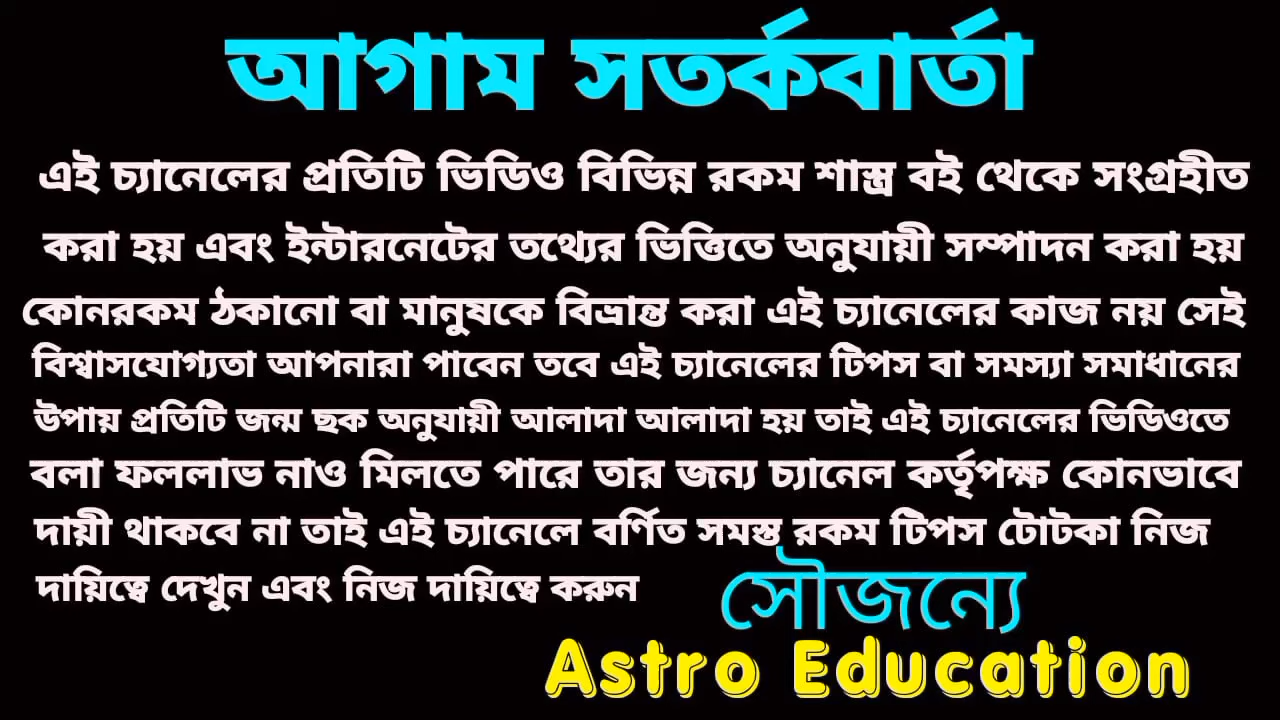 আগাম সতর্কবার্তা
এই চ্যানেলের প্রতিটি ভিডিও বিভিন্ন রকম শাস্ত্র বই থেকে সংগ্রহীত
করা হয় এবং ইন্টারনেটের তথ্যের ভিত্তিতে অনুযায়ী সম্পাদন করা হয়
কোনরকম ঠকানো বা মানুষকে বিভ্রান্ত করা এই চ্যানেলের কাজ নয় সেই
বিশ্বাসযোগ্যতা আপনারা পাবেন তবে এই চ্যানেলের টিপস বা সমস্যা সমাধানের
উপায় প্রতিটি জন্ম ছক অনুযায়ী আলাদা আলাদা হয় তাই এই চ্যানেলের ভিডিওতে
বলা ফললাভ নাও মিলতে পারে তার জন্য চ্যানেল কর্তৃপক্ষ কোনভাবে
দায়ী থাকবে না তাই এই চ্যানেলে বর্ণিত সমস্ত রকম টিপস টোটকা নিজ
দায়িত্বে দেখুন এবং নিজ দায়িত্বে করুন
সৌজন্যে
Astro Education